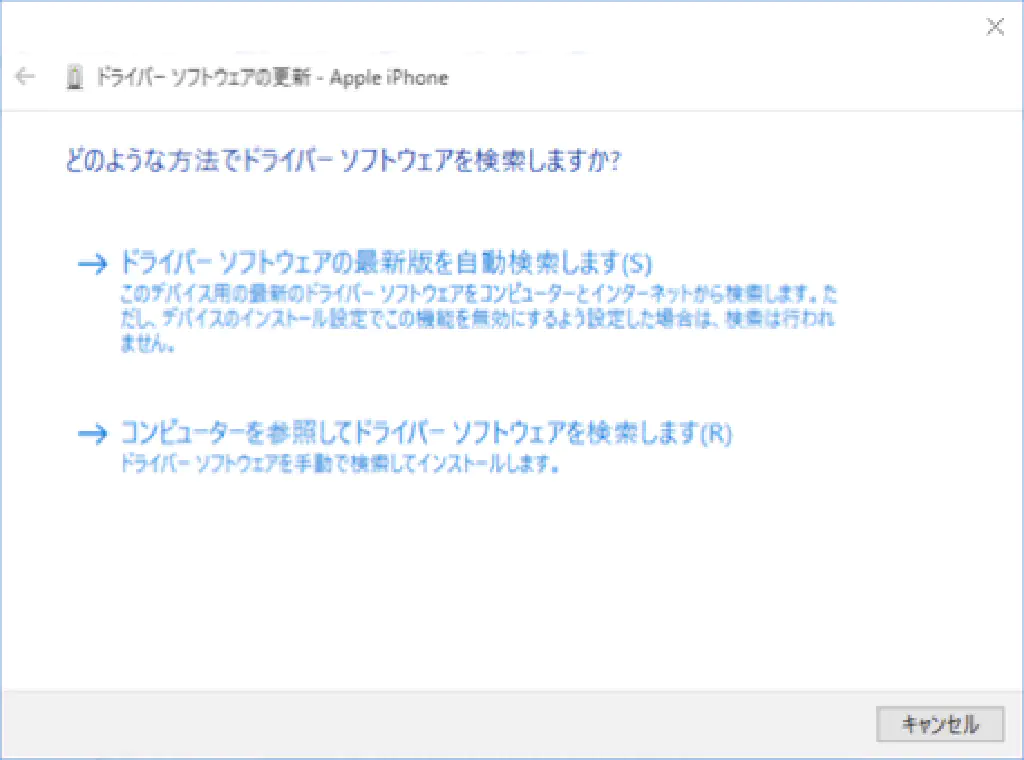 ドライバー ソフトウェアの更新 - Apple iPhone
どのような方法でドライバー ソフトウェアを検索しますか?
→ ドライバー ソフトウェアの最新版を自動検索します(S)
このデバイス用の最新のドライバー ソフトウェアをコンピューターとインターネットから検索します。た
だし、デバイスのインストール設定でこの機能を無効にするよう設定した場合は、検索は行われ
ません。
→ コンピューターを参照してドライバー ソフトウェアを検索します(R)
ドライバー ソフトウェアを手動で検索してインストールします。
キャンセル